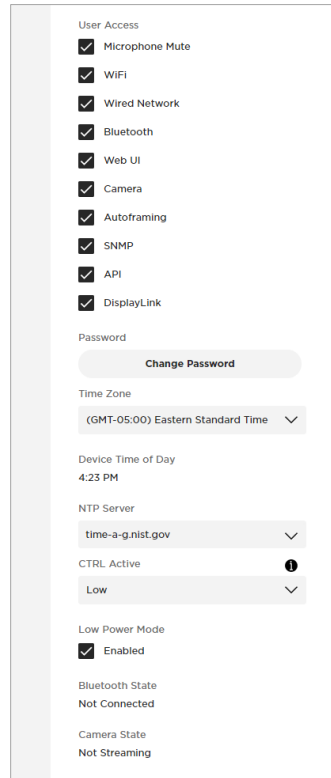 User Access
Microphone Mute
WiFi
Wired Network
Bluetooth
Web UI
Camera
Autoframing
SNMP
API
DisplayLink
Password
Change Password
Time Zone
(GMT-05:00) Eastern Standard Time
Device Time of Day
4:23 PM
NTP Server
time-a-g.nist.gov
CTRL Active
Low
Low Power Mode
Enabled
Bluetooth State
Not Connected
Camera State
Not Streaming